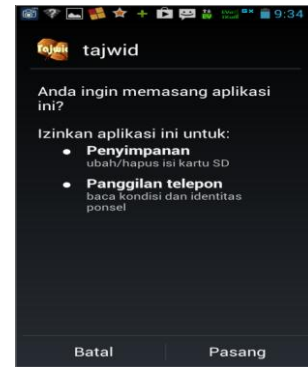 9:34
Tajwid
tajwid
Anda ingin memasang aplikasi
ini?
Izinkan aplikasi ini untuk:
Penyimpanan
ubah/hapus isi kartu SD
Panggilan telepon
baca kondisi dan identitas
ponsel
Batal
Pasang